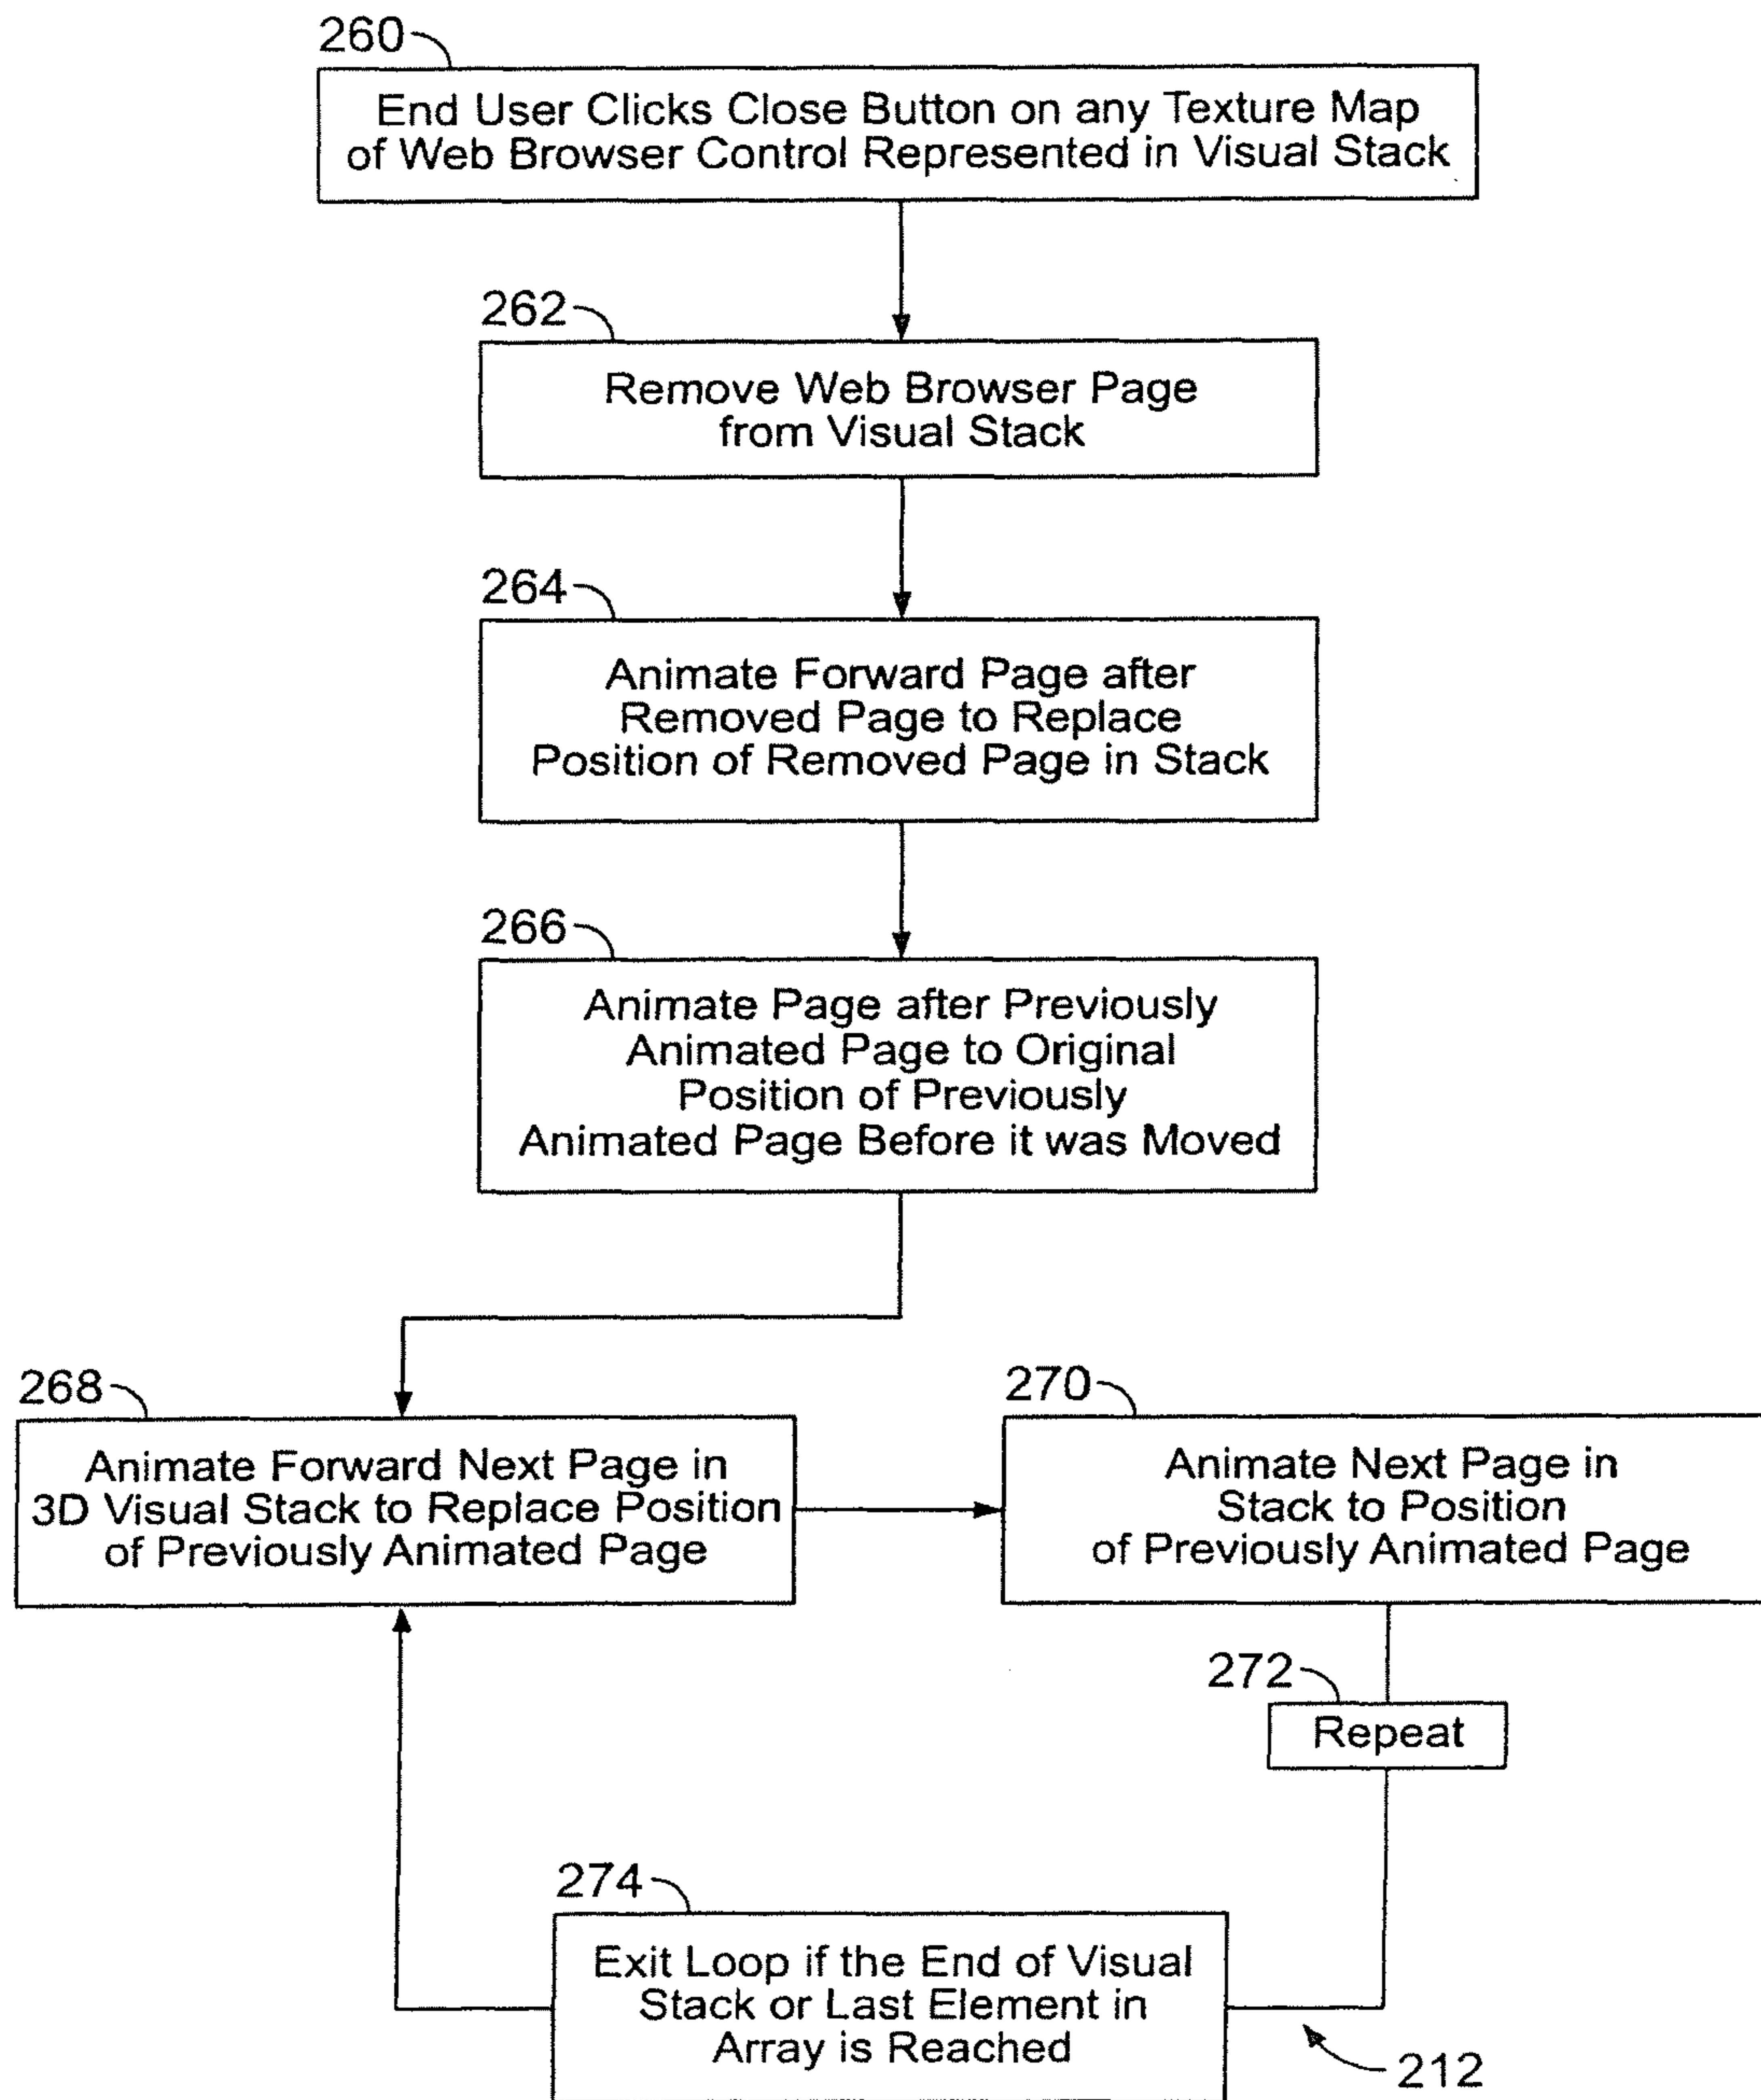 260
End User Clicks Close Button on any Texture Map
of Web Browser Control Represented in Visual Stack
262
Remove Web Browser Page
from Visual Stack
264
Animate Forward Page after
Removed Page to Replace
Position of Removed Page in Stack
266
Animate Page after Previously
Animated Page to Original
Position of Previously
Animated Page Before it was Moved
268
Animate Forward Next Page in
3D Visual Stack to Replace Position
of Previously Animated Page
270
Animate Next Page in
Stack to Position
of Previously Animated Page
272
Repeat
274
Exit Loop if the End of Visual
Stack or Last Element in
Array is Reached
212